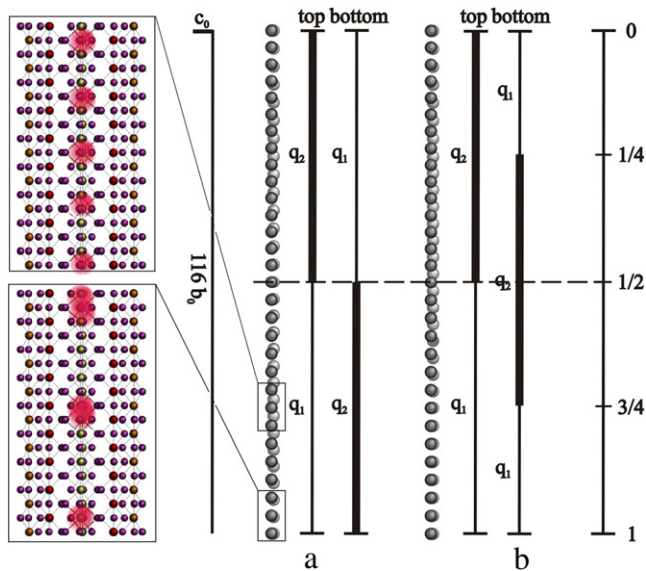 c₀ top bottom top bottom 0
q₁
1/4
q₂ q₁ q₂
116 b₀
q₂ 1/2
q₁ q₂ q₁ 3/4
q₁
1
a b